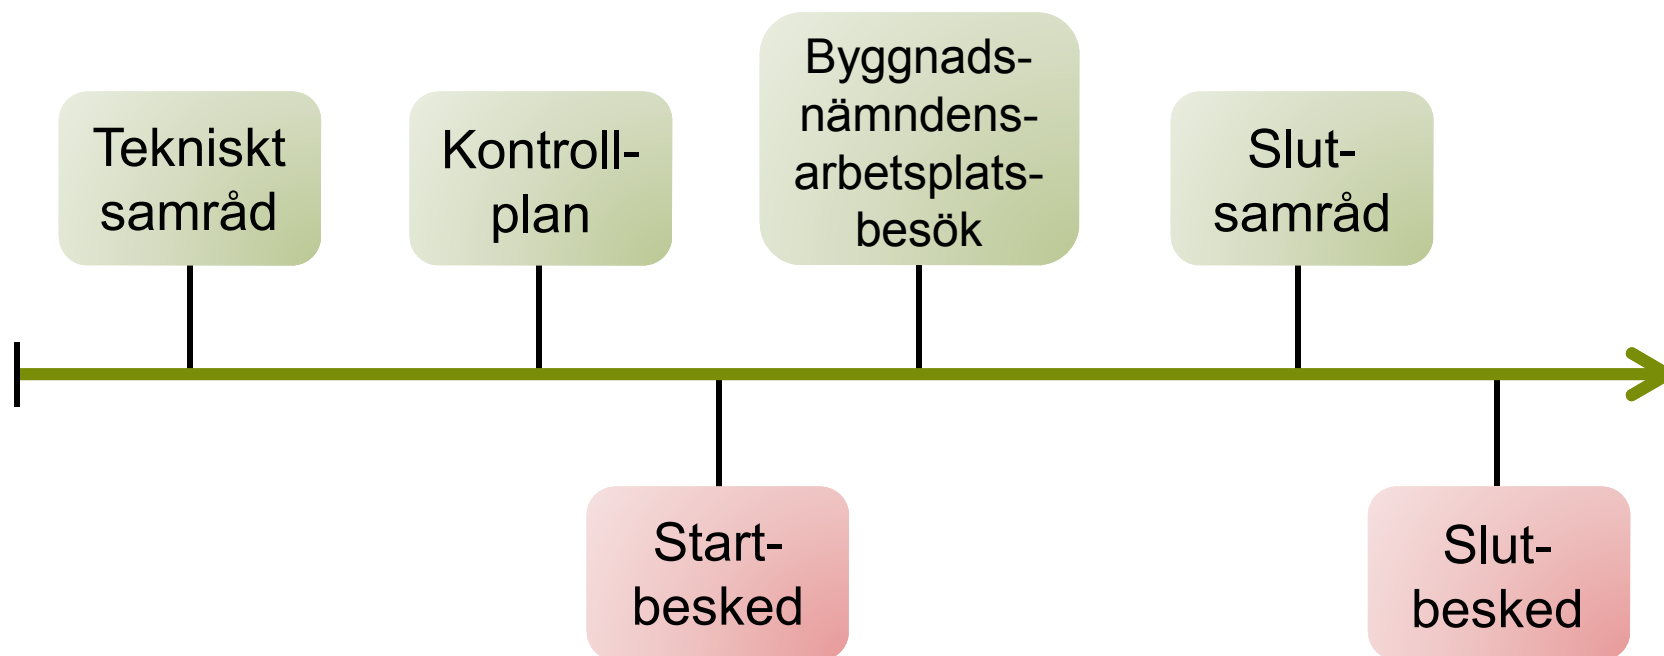 Tekniskt
samråd
Kontroll-
plan
Byggnads-
nämndens-
arbetsplats-
besök
Slut-
samråd
Start-
besked
Slut-
besked